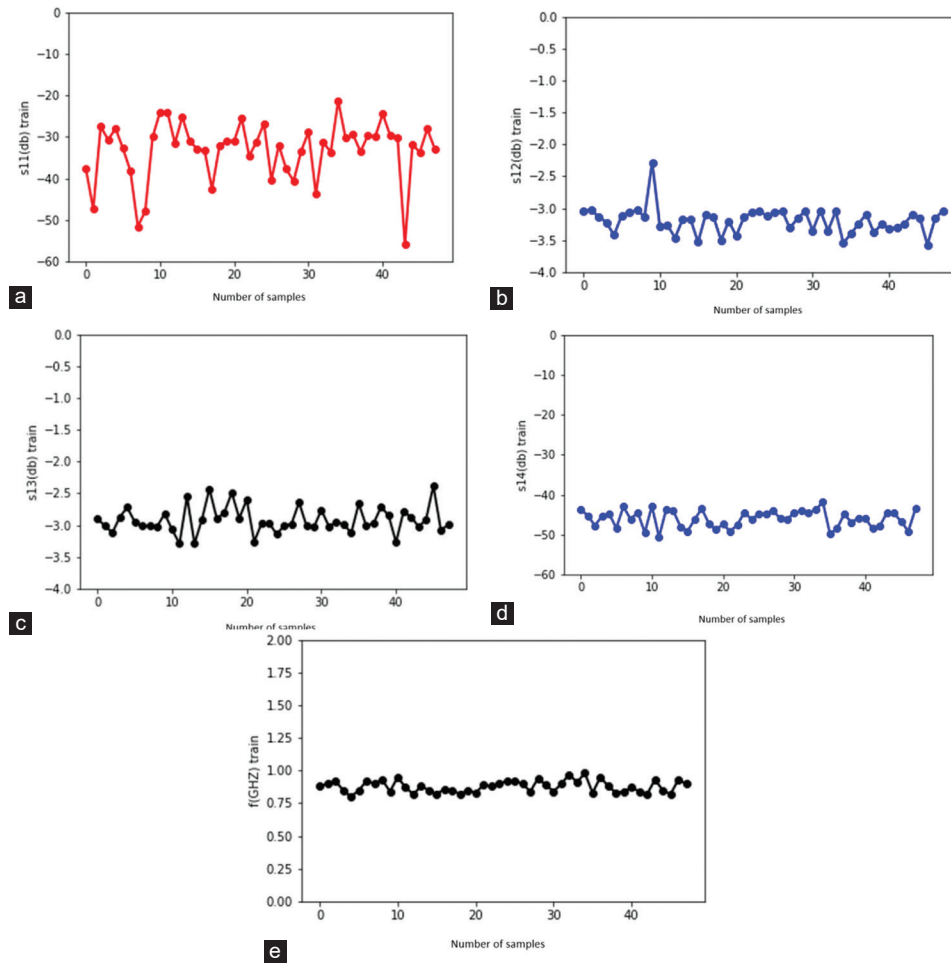 0
−10
−20
−30
−40
−50
−60
s11(db) train
0 10 20 30 40
Number of samples
a
0.0
−0.5
−1.0
−1.5
−2.0
−2.5
−3.0
−3.5
−4.0
s12(db) train
0 10 20 30 40
Number of samples
b
0.0
−0.5
−1.0
−1.5
−2.0
−2.5
−3.0
−3.5
−4.0
s13(db) train
0 10 20 30 40
Number of samples
c
0
−10
−20
−30
−40
−50
−60
s14(db) train
0 10 20 30 40
Number of samples
d
2.00
1.75
1.50
1.25
1.00
0.75
0.50
0.25
0.00
f(GHZ) train
0 10 20 30 40
Number of samples
e